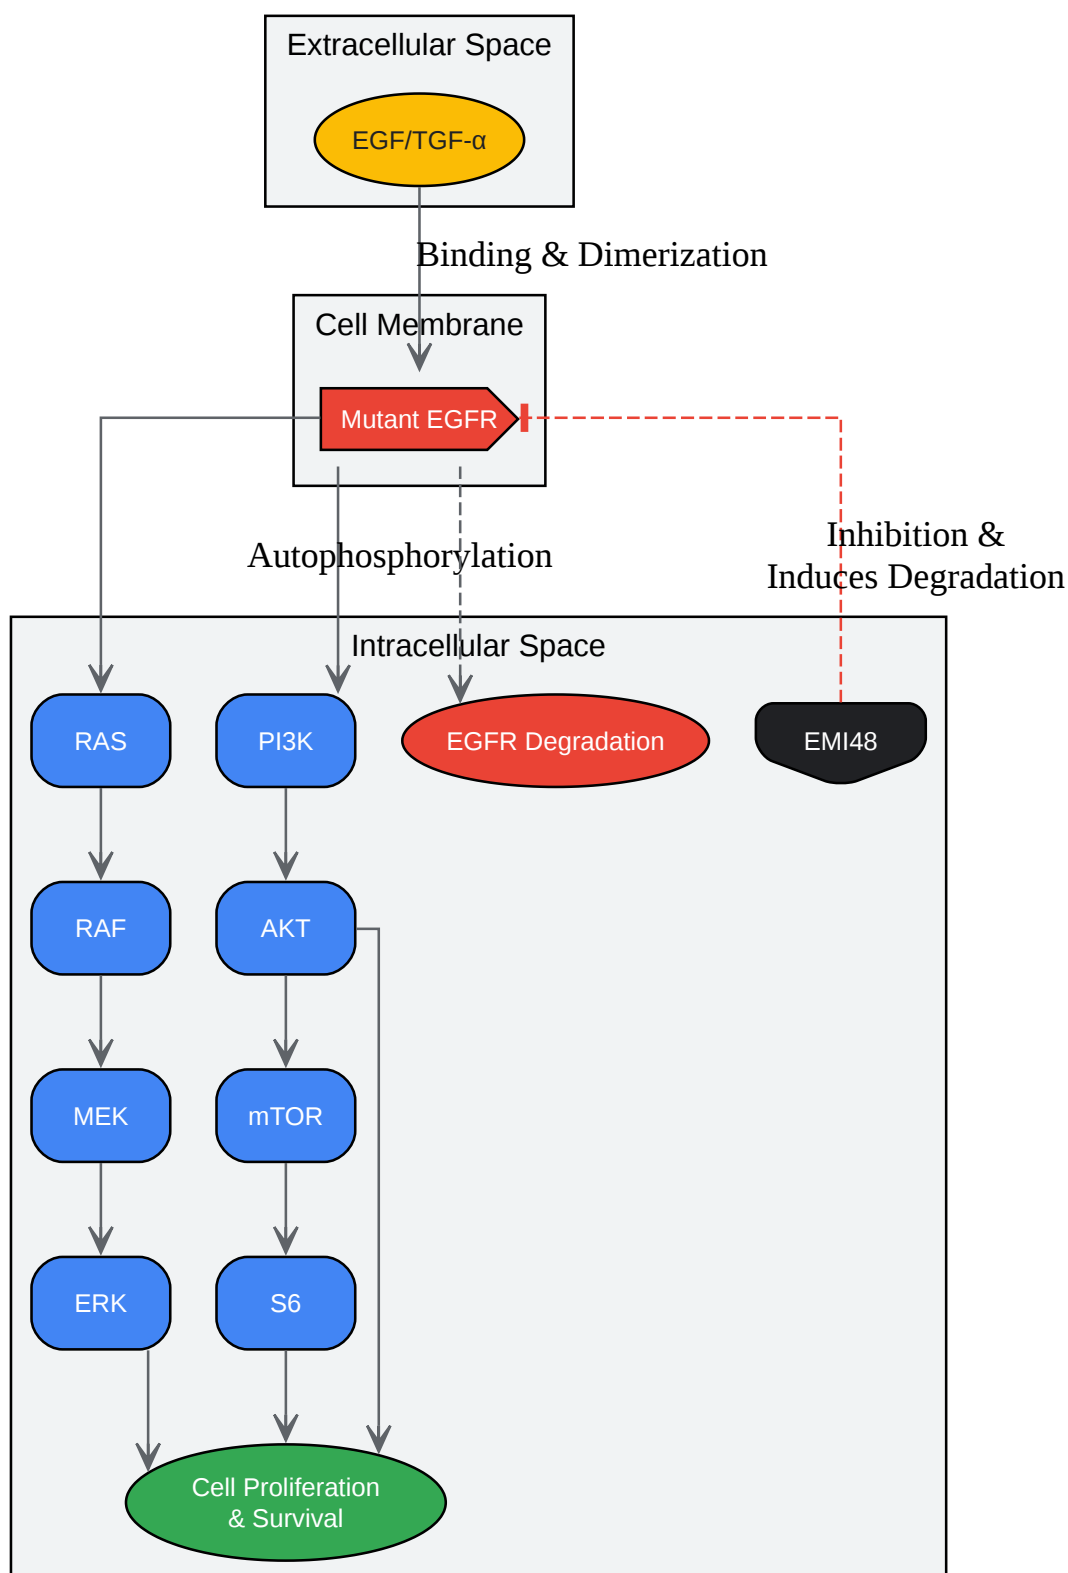 Extracellular Space
EGF/TGF-α
Binding & Dimerization
Cell Membrane
Mutant EGFR
Autophosphorylation
Inhibition &
Induces Degradation
Intracellular Space
RAS
PI3K
EGFR Degradation
EMI48
RAF
AKT
MEK
mTOR
ERK
S6
Cell Proliferation
& Survival